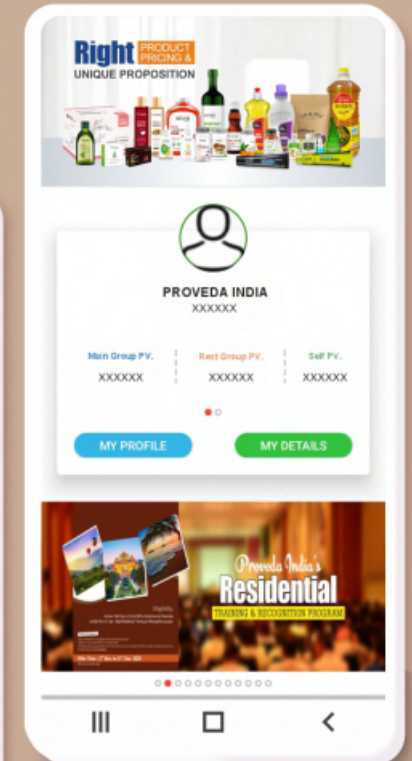 Right PRODUCT
PRICING &
UNIQUE PROPOSITION
PROVEDA INDIA
XXXXXX
Main Group PV.
Rest Group PV.
Self PV.
XXXXXX
XXXXXX
XXXXXX
MY PROFILE
MY DETAILS
Eligibility
Proveda India's
Residential
TRAINING & RECOGNITION PROGRAM